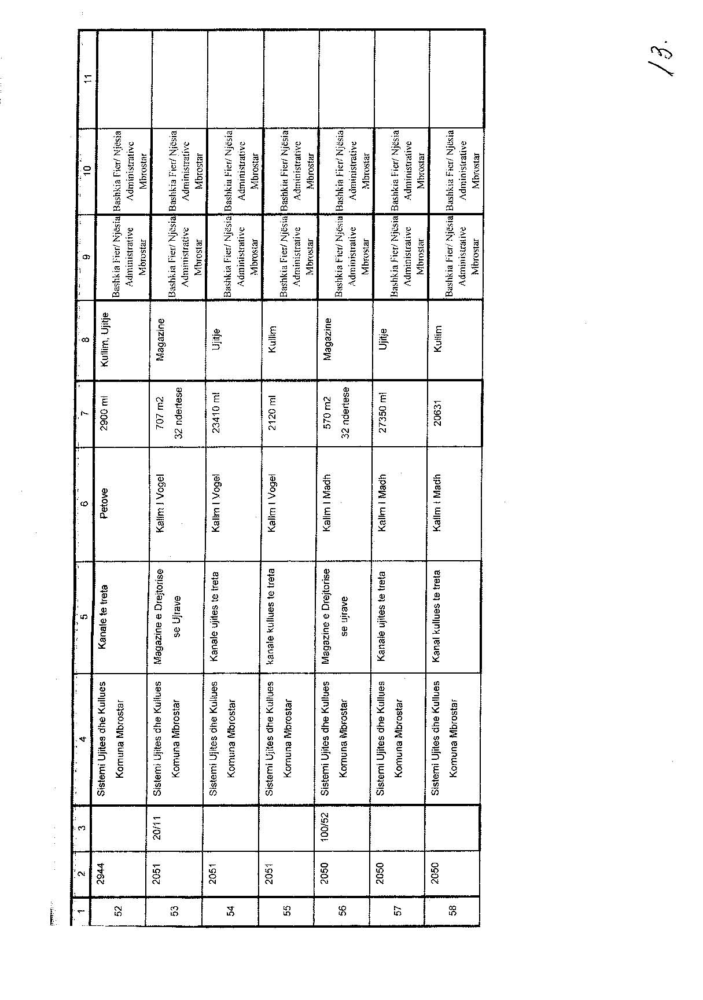 13.
1 2 3 4 5 6 7 8 9 10 11
52 2944 Sistemi Ujites dhe Kullues Kanale te treta Petove 2900 ml Kullim, Ujitje Bashkia Fier/ Njësia Bashkia Fier/ Njësia
Komuna Mbrostar Administrative Administrative
Mbrostar Mbrostar
53 2051 20/11 Sistemi Ujites dhe Kullues Magazine e Drejtorise Kalim I Vogel 707 m2 Magazine Bashkia Fier/ Njësia Bashkia Fier/ Njësia
Komuna Mbrostar se Ujrave 32 ndertese Administrative Administrative
Mbrostar Mbrostar
54 2051 Sistemi Ujites dhe Kullues Kanale ujites te treta Kalim I Vogel 23410 ml Ujitje Bashkia Fier/ Njësia Bashkia Fier/ Njësia
Komuna Mbrostar Administrative Administrative
Mbrostar Mbrostar
55 2051 Sistemi Ujites dhe Kullues kanale kullues te treta Kalim I Vogel 2120 ml Kullim Bashkia Fier/ Njësia Bashkia Fier/ Njësia
Komuna Mbrostar Administrative Administrative
Mbrostar Mbrostar
56 2050 100/52 Sistemi Ujites dhe Kullues Magazine e Drejtorise Kalim I Madh 570 m2 Magazine Bashkia Fier/ Njësia Bashkia Fier/ Njësia
Komuna Mbrostar se ujrave 32 ndertese Administrative Administrative
Mbrostar Mbrostar
57 2050 Sistemi Ujites dhe Kullues Kanale ujites te treta Kalim I Madh 27350 ml Ujitje Bashkia Fier/ Njësia Bashkia Fier/ Njësia
Komuna Mbrostar Administrative Administrative
Mbrostar Mbrostar
58 2050 Sistemi Ujites dhe Kullues Kanal kullues te treta Kalim I Madh 20631 Kullim Bashkia Fier/ Njësia Bashkia Fier/ Njësia
Komuna Mbrostar Administrative Administrative
Mbrostar Mbrostar